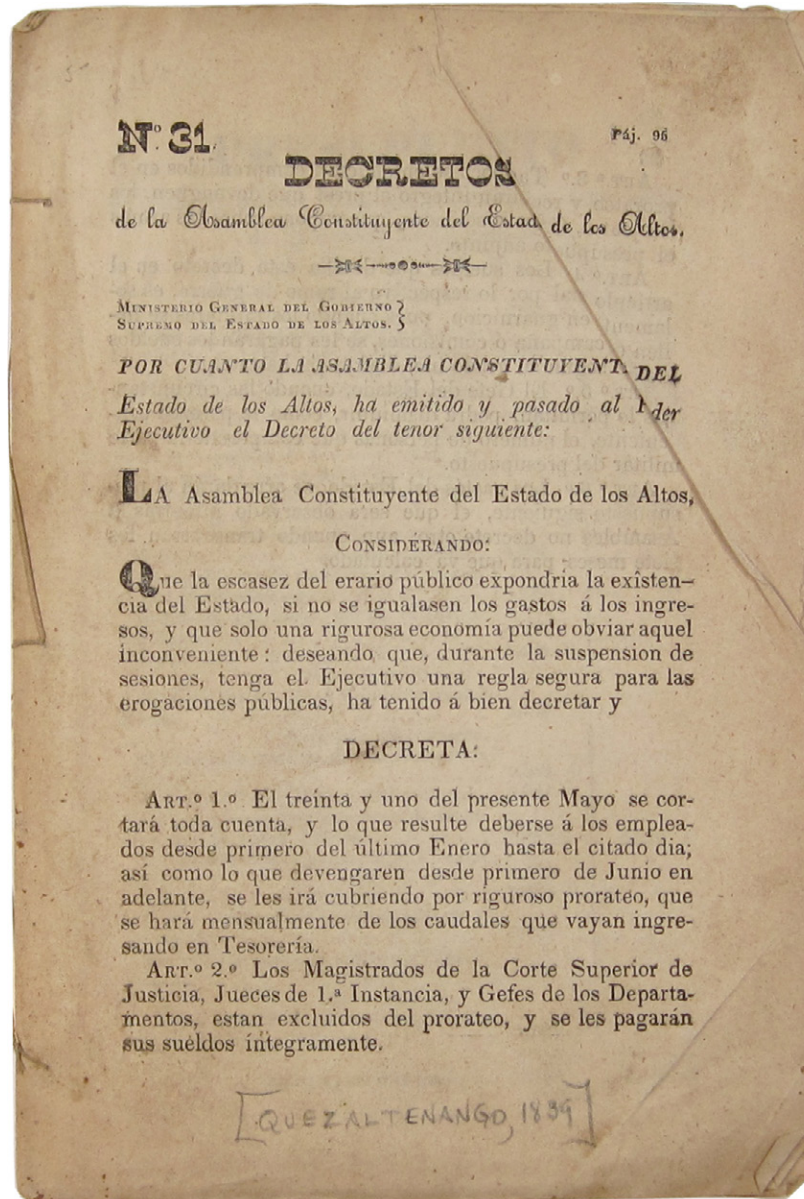 Nº 31.
Páj. 96
DECRETOS
de la Asamblea Constituyente del Estad de los Altos.
MINISTERIO GENERAL DEL GOBIERNO
SUPREMO DEL ESTADO DE LOS ALTOS.
POR CUANTO LA ASAMBLEA CONSTITUYENT. DEL
Estado de los Altos, ha emitido y pasado al der
Ejecutivo el Decreto del tenor siguiente:
LA Asamblea Constituyente del Estado de los Altos,
CONSIDERANDO:
Que la escasez del erario público expondria la existen-
cia del Estado, si no se igualasen los gastos á los ingre-
sos, y que solo una rigurosa economía puede obviar aquel
inconveniente: deseando que, durante la suspension de
sesiones, tenga el Ejecutivo una regla segura para las
erogaciones públicas, ha tenido á bien decretar y
DECRETA:
ART.º 1.º El treinta y uno del presente Mayo se cor-
tará toda cuenta, y lo que resulte deberse á los emplea-
dos desde primero del último Enero hasta el citado dia;
así como lo que devengaren desde primero de Junio en
adelante, se les irá cubriendo por riguroso prorateo, que
se hará mensualmente de los caudales que vayan ingre-
sando en Tesorería.
ART.º 2.º Los Magistrados de la Corte Superior de
Justicia, Jueces de 1.ª Instancia, y Gefes de los Departa-
mentos, estan excluidos del prorateo, y se les pagarán
sus sueldos íntegramente.
[QUEZALTENANGO, 1839]